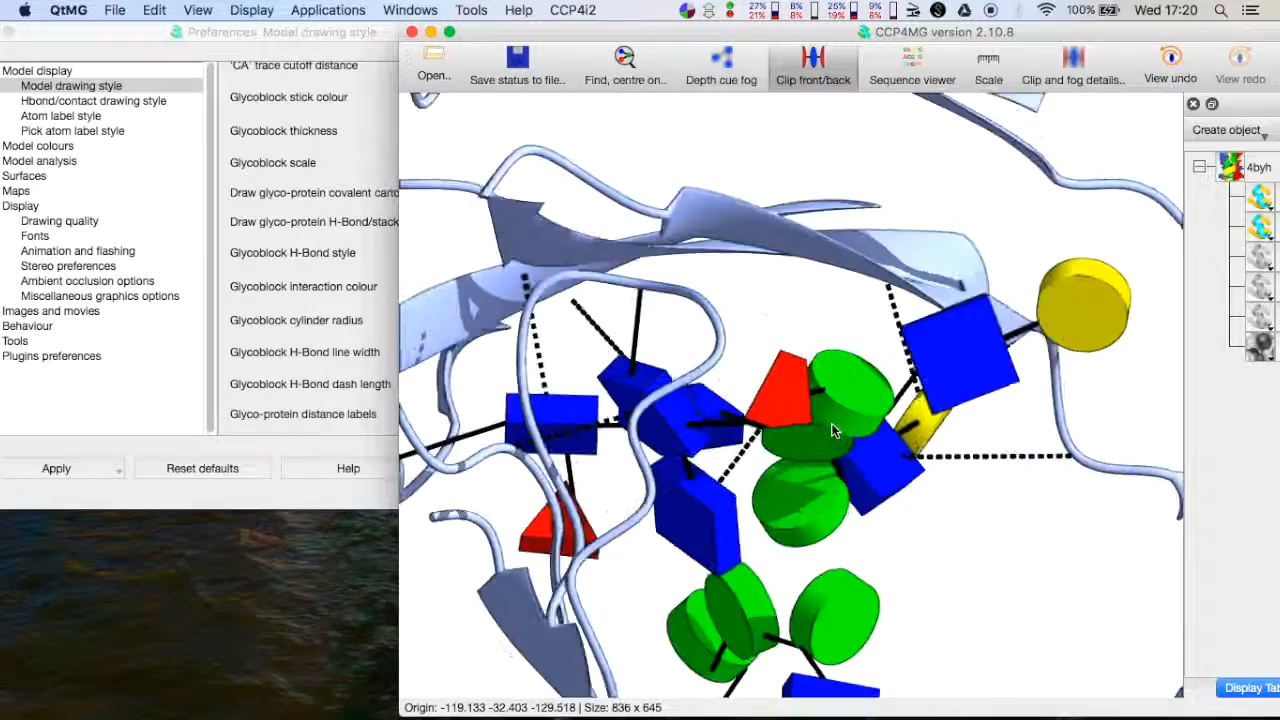 QtMG File Edit View Display Applications Windows Tools Help CCP4i2
27% 21% 8% 8% 25% 19% 9% 6% 100% Wed 17:20
Preferences Model drawing style
CCP4MG version 2.10.8
Open..
Save status to file..
Find, centre on..
Depth cue fog
Clip front/back
Sequence viewer
Scale
Clip and fog details..
View undo
View redo
Model display
Model drawing style
Hbond/contact drawing style
Atom label style
Pick atom label style
Model colours
Model analysis
Surfaces
Maps
Display
Drawing quality
Fonts
Animation and flashing
Stereo preferences
Ambient occlusion options
Miscellaneous graphics options
Images and movies
Behaviour
Tools
Plugins preferences
'CA' trace cutoff distance
Glycoblock stick colour
Glycoblock thickness
Glycoblock scale
Draw glyco-protein covalent
Draw glyco-protein H-Bond/stack
Glycoblock H-Bond style
Glycoblock interaction colour
Glycoblock cylinder radius
Glycoblock H-Bond line width
Glycoblock H-Bond dash length
Glyco-protein distance labels
Apply
Reset defaults
Help
Create object
4byh
Display Tab
Origin: -119.133 -32.403 -129.518 | Size: 836 x 645